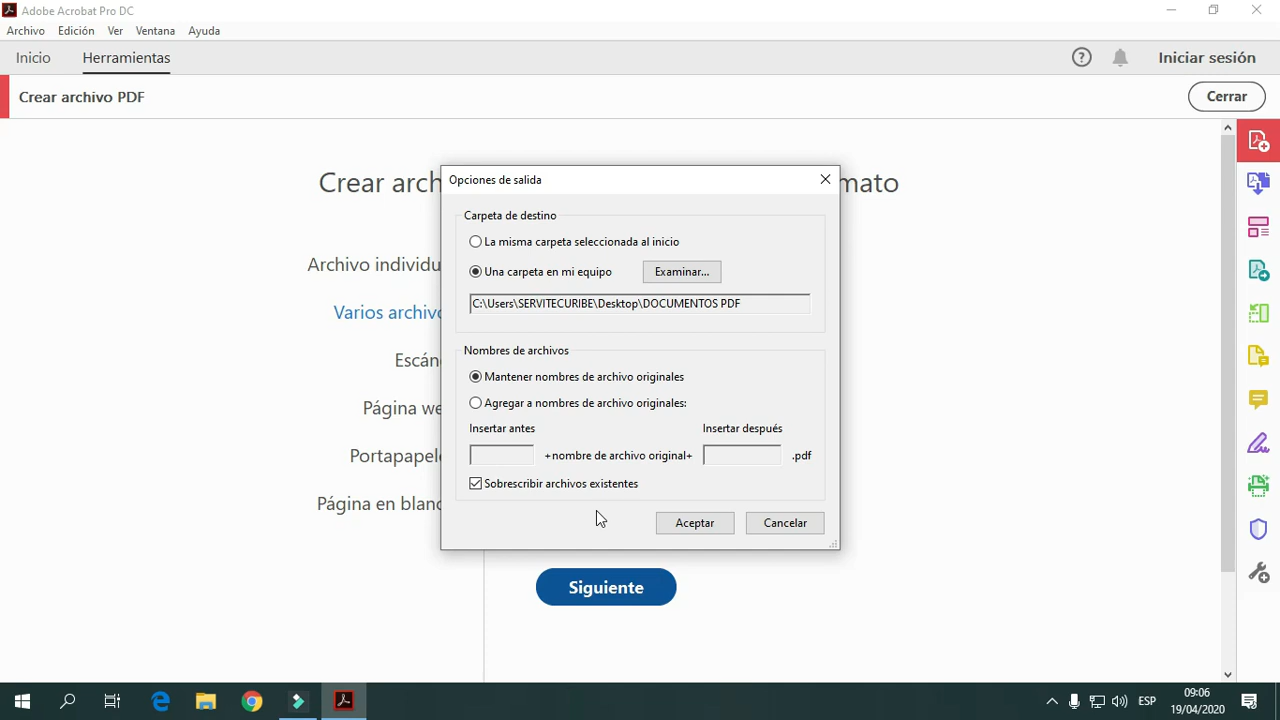 Adobe Acrobat Pro DC
Archivo Edición Ver Ventana Ayuda
Inicio Herramientas Iniciar sesión
Crear archivo PDF Cerrar
Crear arch mato
Archivo individu
Varios archivo
Escán
Página we
Portapapele
Página en blanc
Opciones de salida
Carpeta de destino
La misma carpeta seleccionada al inicio
Una carpeta en mi equipo Examinar...
C:\Users\SERVITECURIBE\Desktop\DOCUMENTOS PDF
Nombres de archivos
Mantener nombres de archivo originales
Agregar a nombres de archivo originales:
Insertar antes Insertar después
+nombre de archivo original+ .pdf
Sobrescribir archivos existentes
Aceptar Cancelar
Siguiente
ESP
09:06
19/04/2020